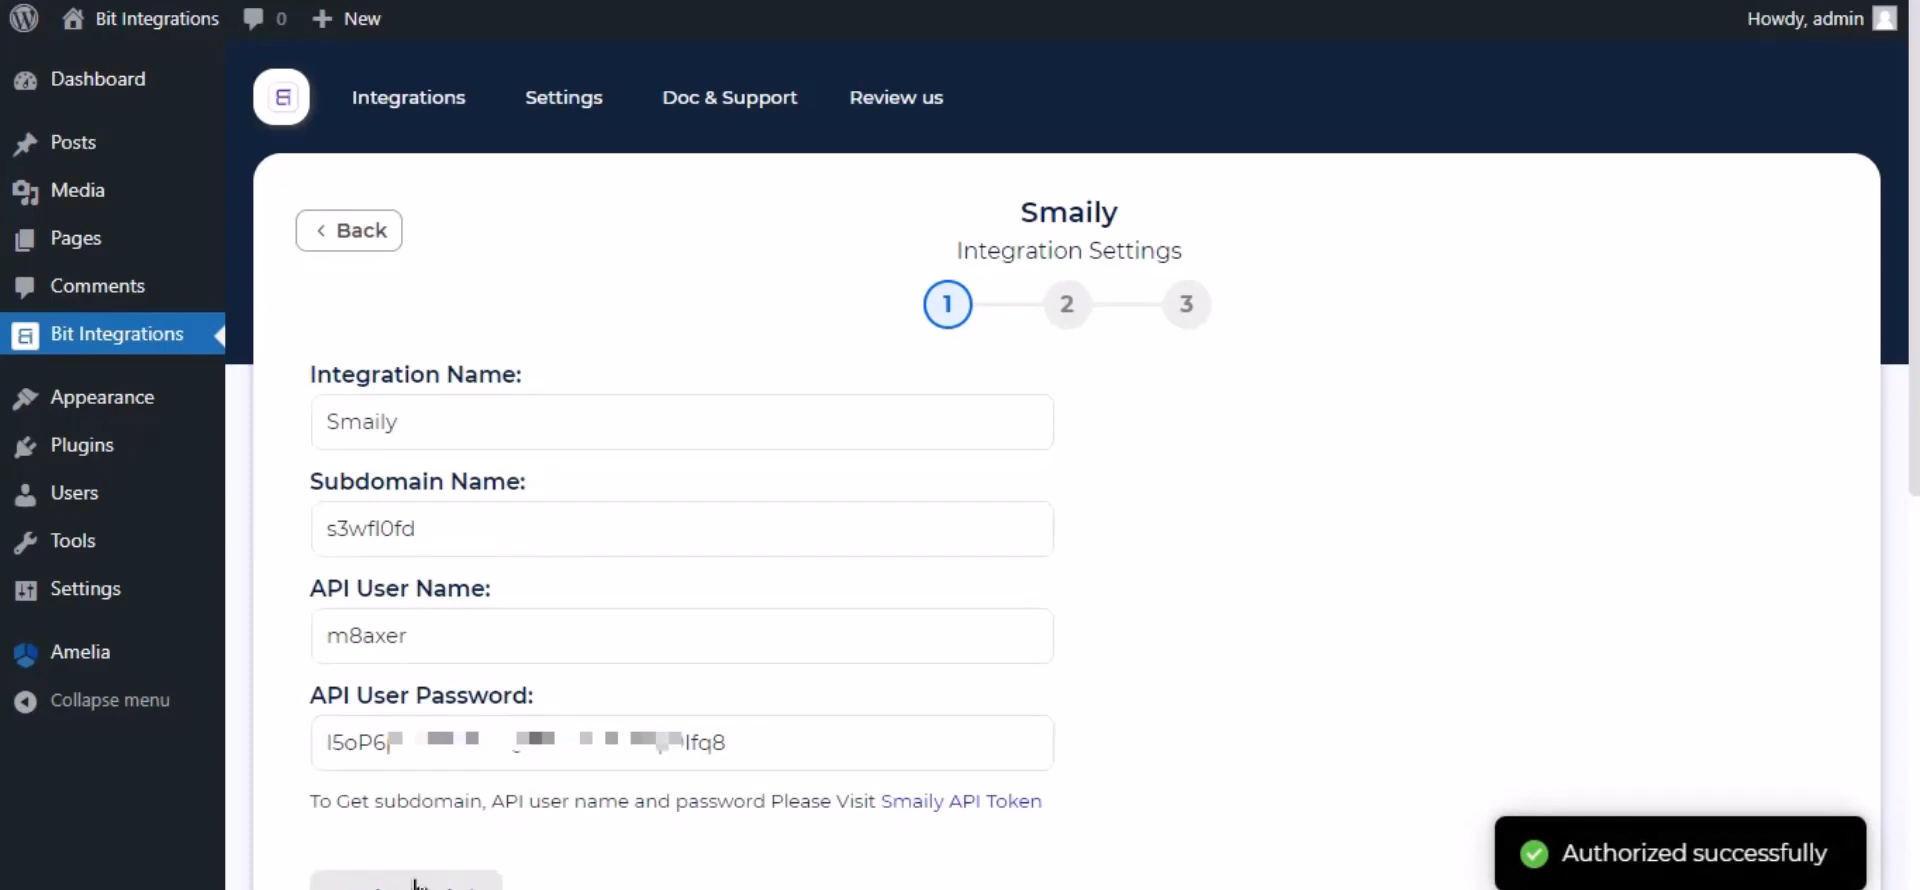 Bit Integrations
0
New
Howdy, admin
Dashboard
Posts
Media
Pages
Comments
Bit Integrations
Appearance
Plugins
Users
Tools
Settings
Amelia
Collapse menu
Integrations
Settings
Doc & Support
Review us
Back
Smaily
Integration Settings
1
2
3
Integration Name:
Smaily
Subdomain Name:
s3wfl0fd
API User Name:
m8axer
API User Password:
To Get subdomain, API user name and password Please Visit Smaily API Token
Authorized successfully